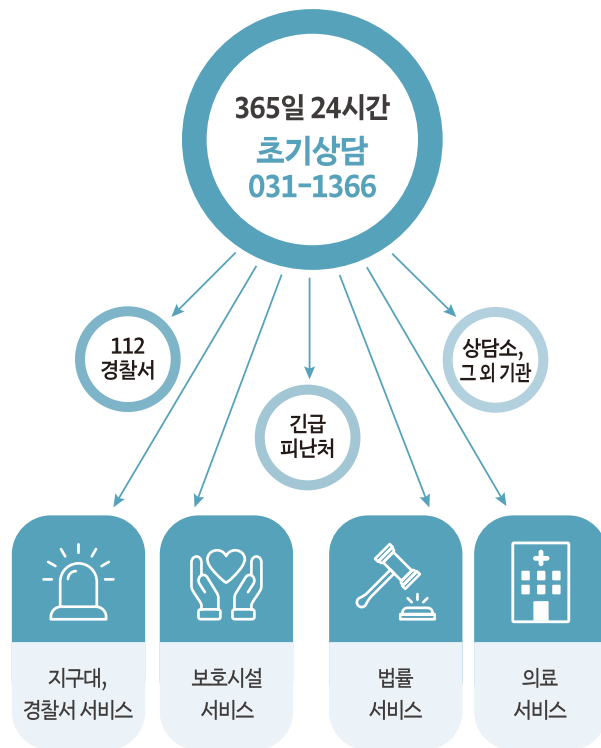 365일 24시간
초기상담
031-1366
112
경찰서
상담소,
그 외 기관
긴급
피난처
지구대,
경찰서 서비스
보호시설
서비스
법률
서비스
의료
서비스